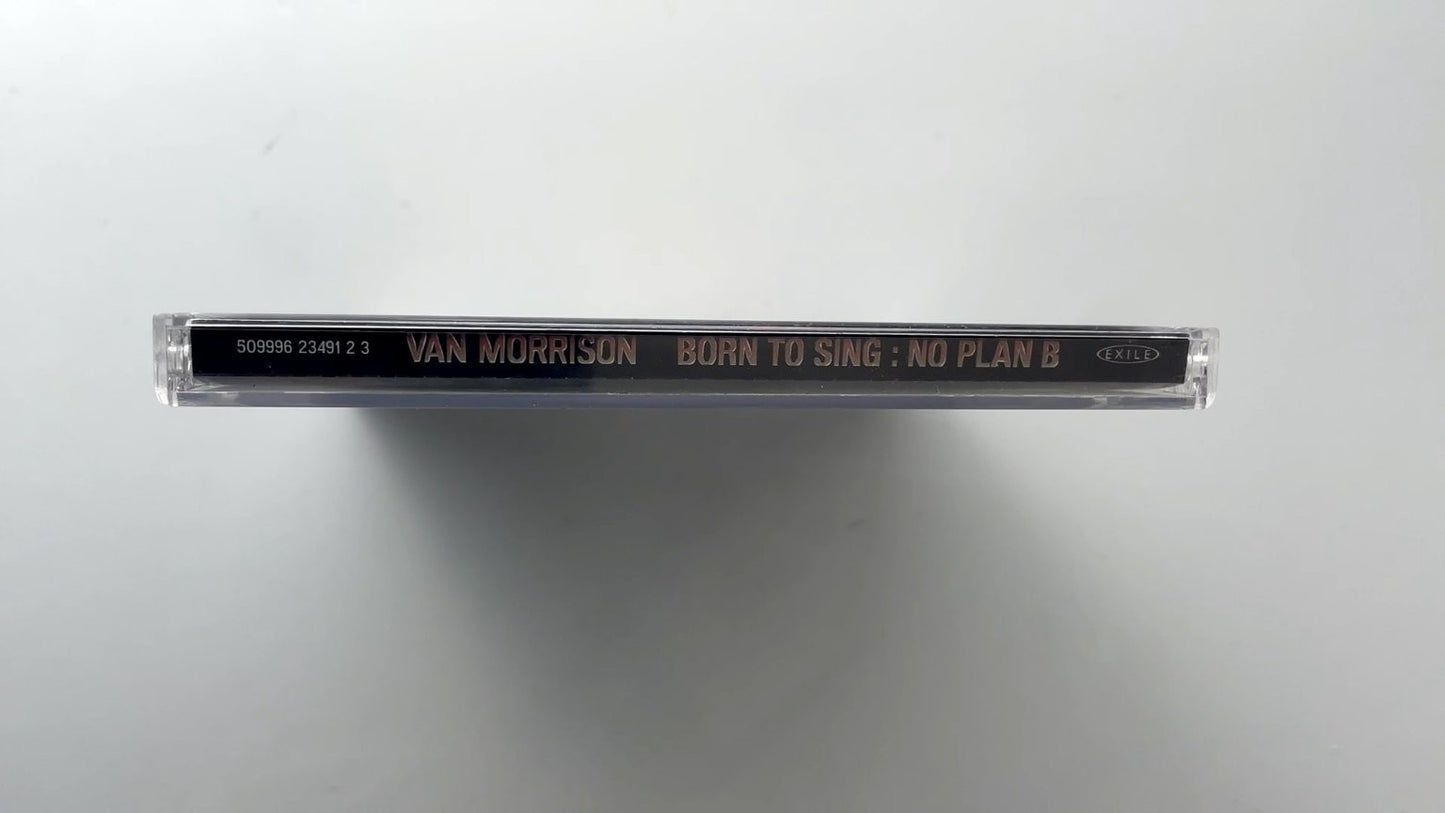 509996 23491 2 3 VAN MORRISON BORN TO SING : NO PLAN B EXILE